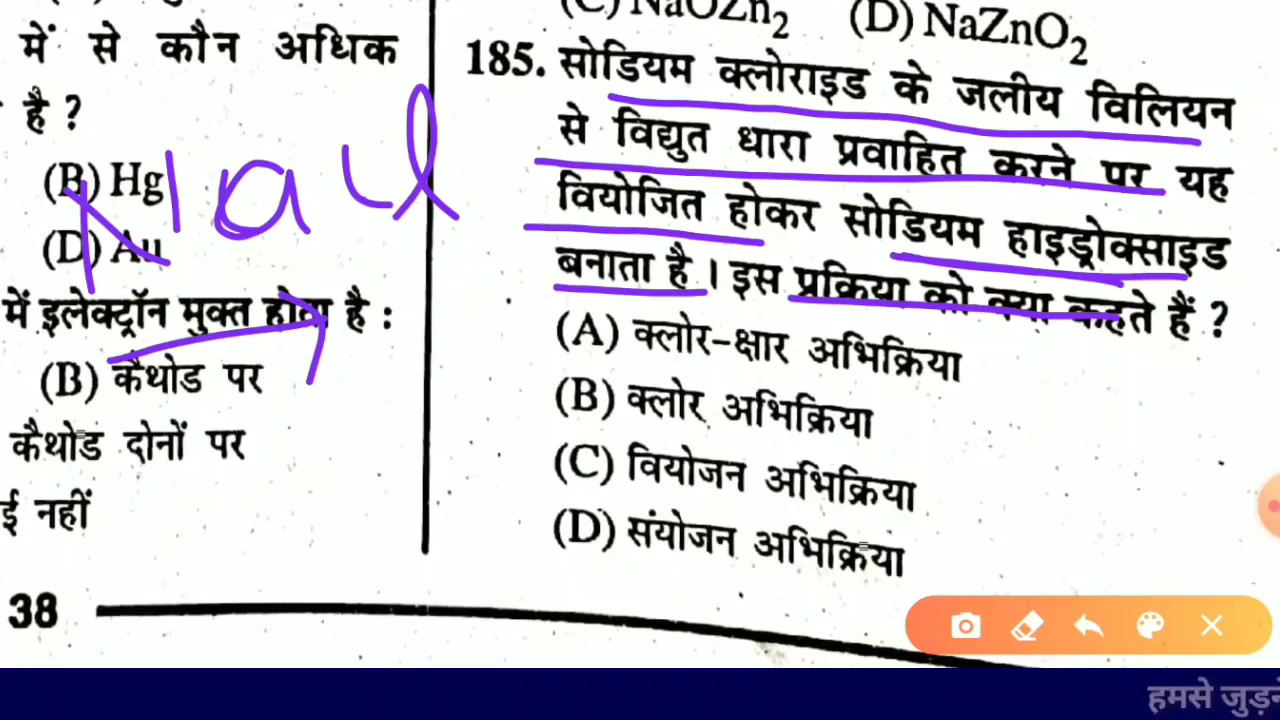 में से कौन अधिक
है ?
(B) Hg
(D) Au
NaCl
में इलेक्ट्रॉन मुक्त होता है :
(B) कैथोड पर
कैथोड दोनों पर
ई नहीं
38
(C) NaOZn2 (D) NaZnO2
185. सोडियम क्लोराइड के जलीय विलियन
से विद्युत धारा प्रवाहित करने पर यह
वियोजित होकर सोडियम हाइड्रोक्साइड
बनाता है । इस प्रक्रिया को क्या कहते हैं ?
(A) क्लोर-क्षार अभिक्रिया
(B) क्लोर अभिक्रिया
(C) वियोजन अभिक्रिया
(D) संयोजन अभिक्रिया
हमसे जुड़ने